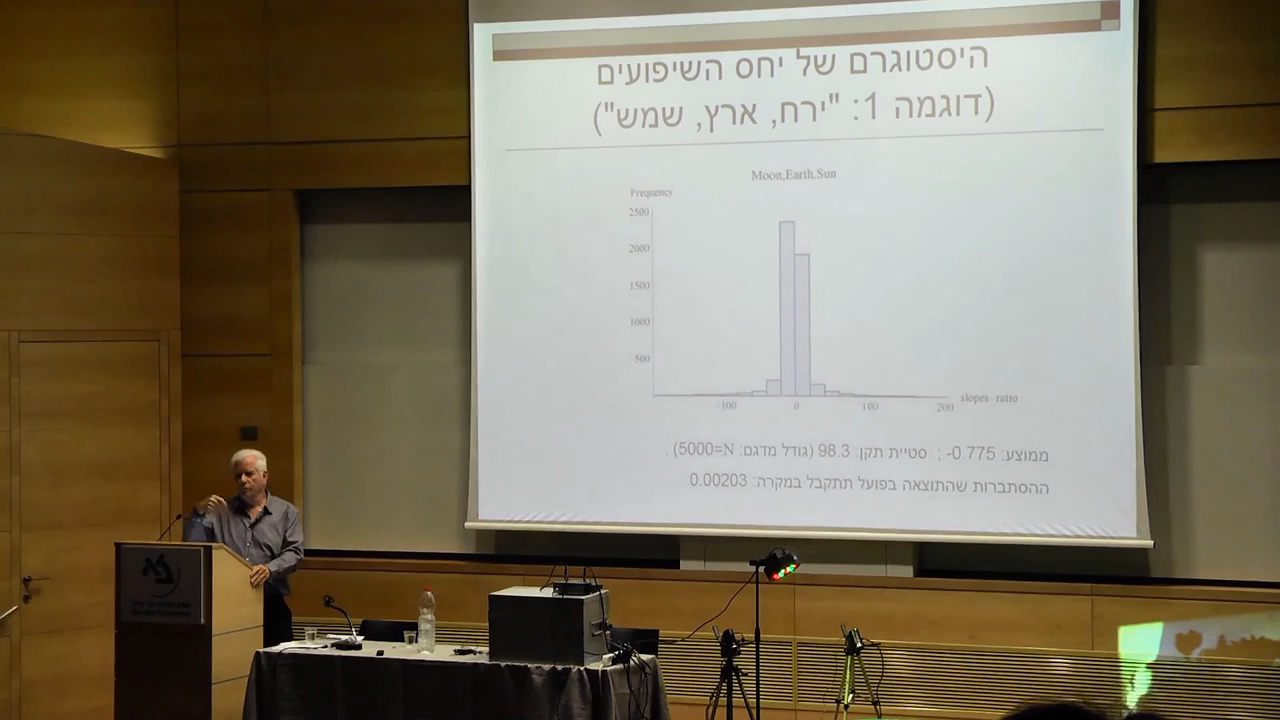 היסטוגרם של יחס השיפועים
(דוגמה 1: "ירח, ארץ, שמש")
Moon,Earth,Sun
Frequency
2500
2000
1500
1000
500
-100
0
100
200
slopes-ratio
ממוצע: -0.775 ; סטיית תקן: 98.3 (גודל מדגם: 5000=N) .
ההסתברות שהתוצאה בפועל תתקבל במקרה: 0.00203